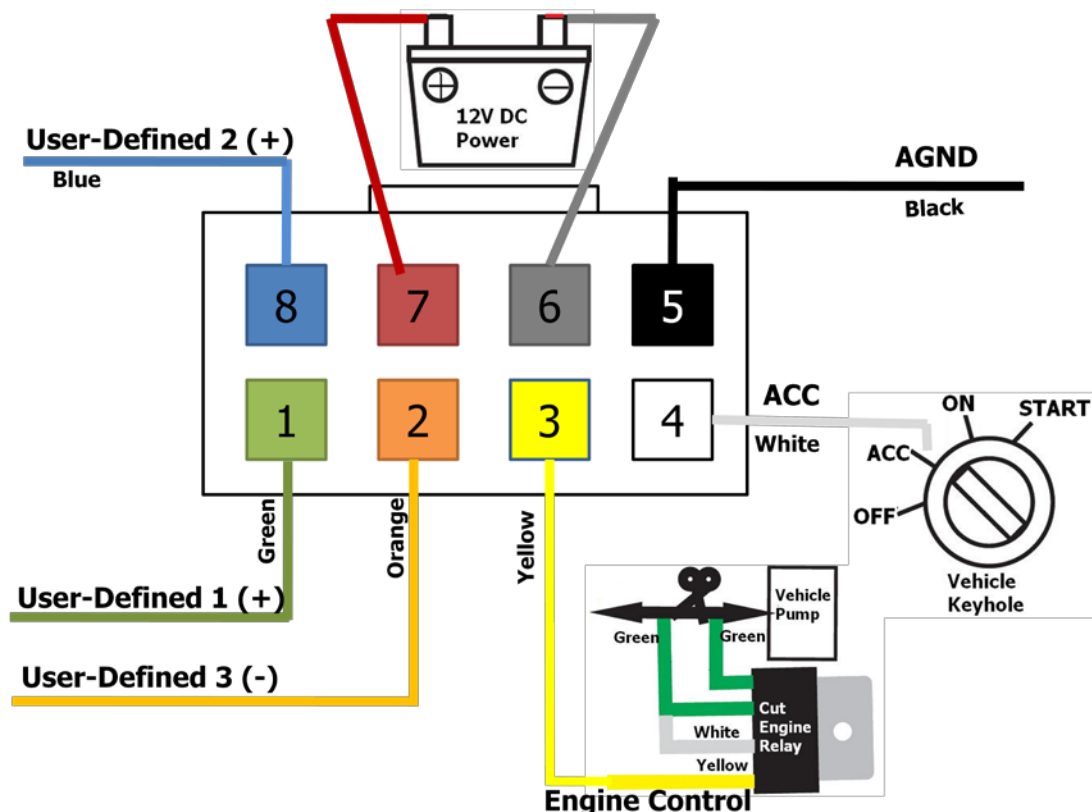 12V DC
Power
User-Defined 2 (+)
Blue
AGND
Black
8
7
6
5
1
2
3
4
ACC
White
ON
START
ACC
OFF
Vehicle
Keyhole
Green
Orange
Yellow
User-Defined 1 (+)
User-Defined 3 (-)
Vehicle
Pump
Green
Green
Cut
Engine
Relay
White
Yellow
Engine Control